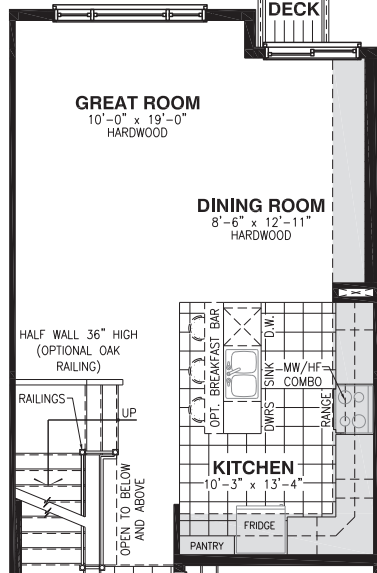 DECK
GREAT ROOM
10'-0" x 19'-0"
HARDWOOD
DINING ROOM
8'-6" x 12'-11"
HARDWOOD
HALF WALL 36" HIGH
(OPTIONAL OAK
RAILING)
RAILINGS
UP
OPEN TO BELOW
AND ABOVE
OPT. BREAKFAST BAR
D.W.
SINK
DWRS
MW/HF
COMBO
RANGE
KITCHEN
10'-3" x 13'-4"
FRIDGE
PANTRY